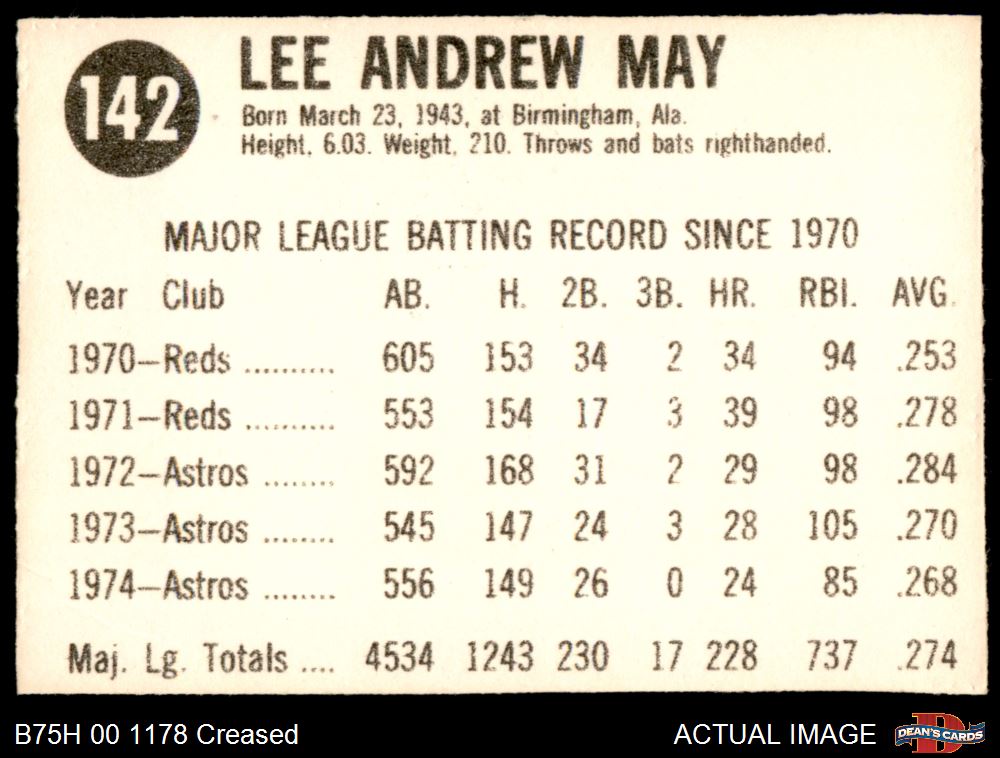 142
LEE ANDREW MAY
Born March 23, 1943, at Birmingham, Ala.
Height. 6.03. Weight. 210. Throws and bats righthanded.
MAJOR LEAGUE BATTING RECORD SINCE 1970
Year Club AB. H. 2B. 3B. HR. RBI. AVG.
1970—Reds .......... 605 153 34 2 34 94 .253
1971—Reds .......... 553 154 17 3 39 98 .278
1972—Astros ........ 592 168 31 2 29 98 .284
1973—Astros ........ 545 147 24 3 28 105 .270
1974—Astros ........ 556 149 26 0 24 85 .268
Maj. Lg. Totals .... 4534 1243 230 17 228 737 .274
B75H 00 1178 Creased
ACTUAL IMAGE
D
DEAN'S CARDS